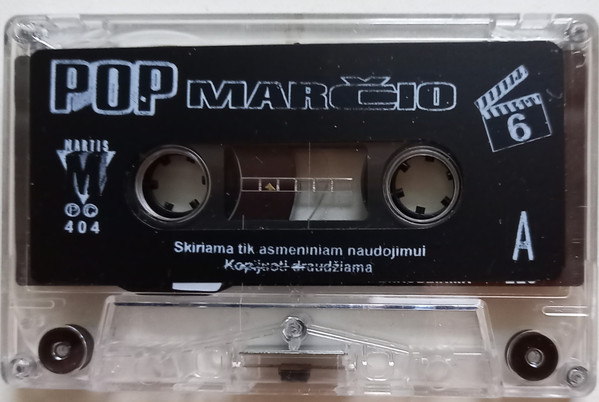 POP MARČIO
6
MARTIS
M
℗ ©
404
A
Skiriama tik asmeniniam naudojimui
Kopijuoti draudžiama